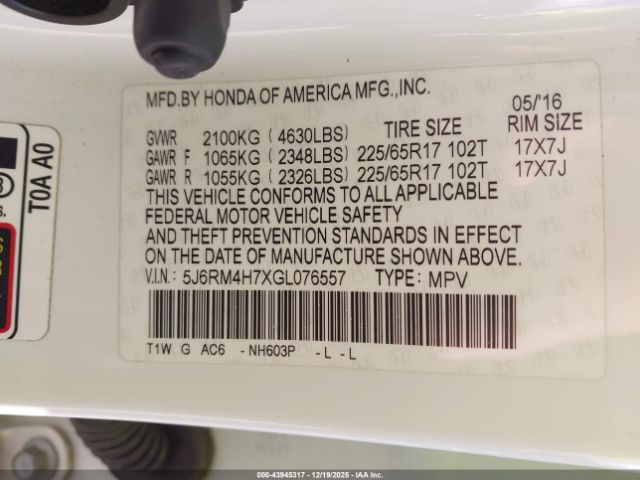 MFD.BY HONDA OF AMERICA MFG.,INC.
05/'16
GVWR 2100KG ( 4630LBS) TIRE SIZE RIM SIZE
GAWR F 1065KG ( 2348LBS) 225/65R17 102T 17X7J
GAWR R 1055KG ( 2326LBS) 225/65R17 102T 17X7J
THIS VEHICLE CONFORMS TO ALL APPLICABLE
FEDERAL MOTOR VEHICLE SAFETY
AND THEFT PREVENTION STANDARDS IN EFFECT
ON THE DATE OF MANUFACTURE SHOWN ABOVE.
V.I.N.: 5J6RM4H7XGL076557 TYPE: MPV
T1W G AC6 -NH603P -L -L
T0A A0
000-43945317 - 12/19/2025 - IAAI.COM